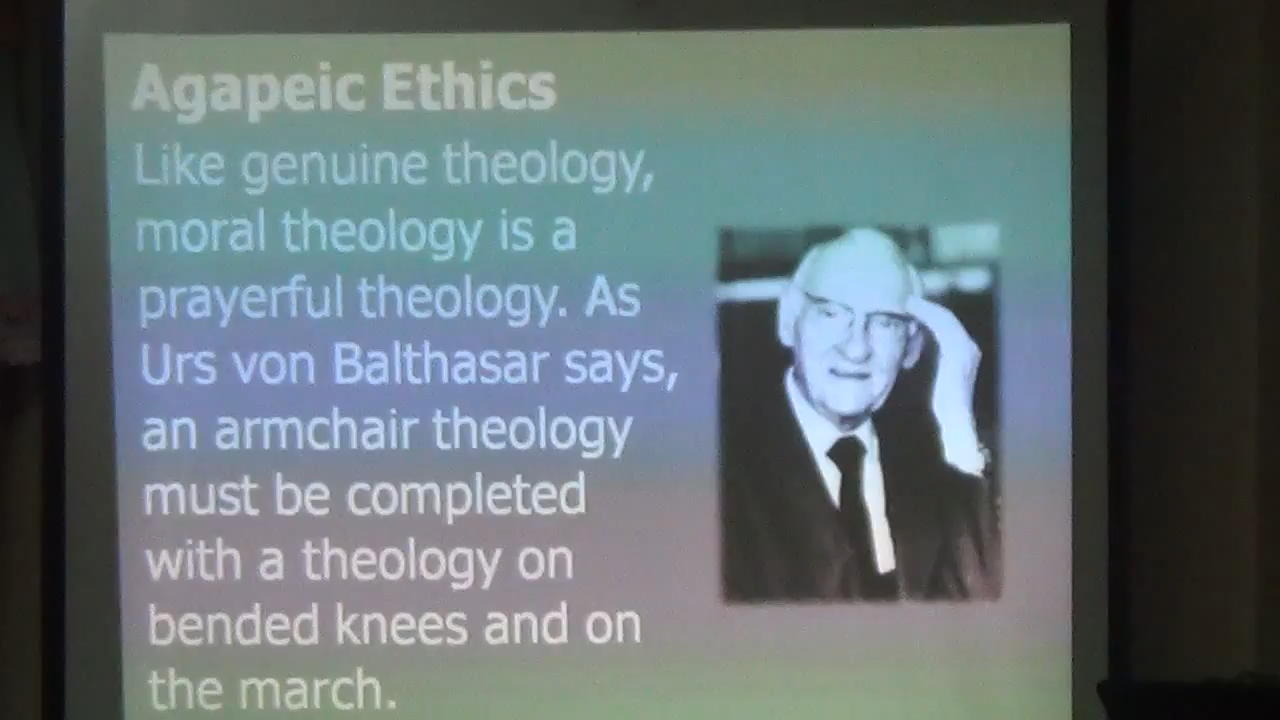 Agapeic Ethics
Like genuine theology,
moral theology is a
prayerful theology. As
Urs von Balthasar says,
an armchair theology
must be completed
with a theology on
bended knees and on
the march.